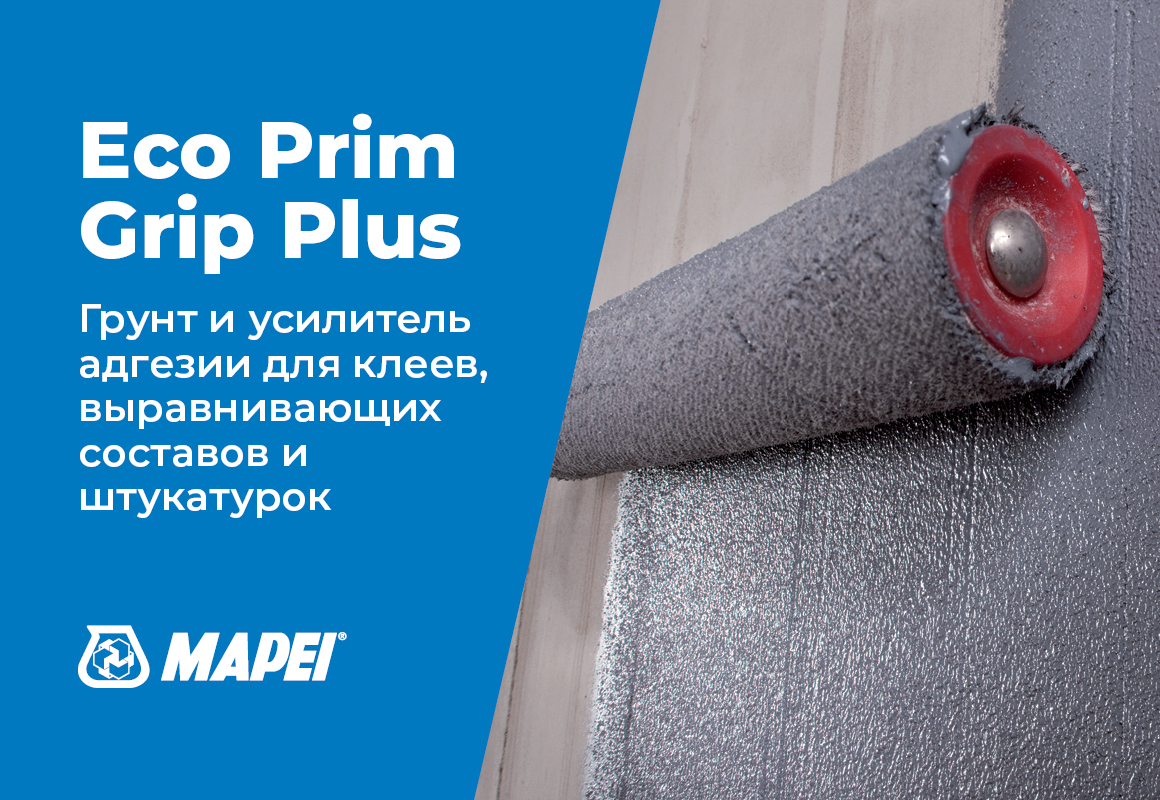 Eco Prim
Grip Plus
Грунт и усилитель
адгезии для клеев,
выравнивающих
составов и
штукатурок
MAPEI®